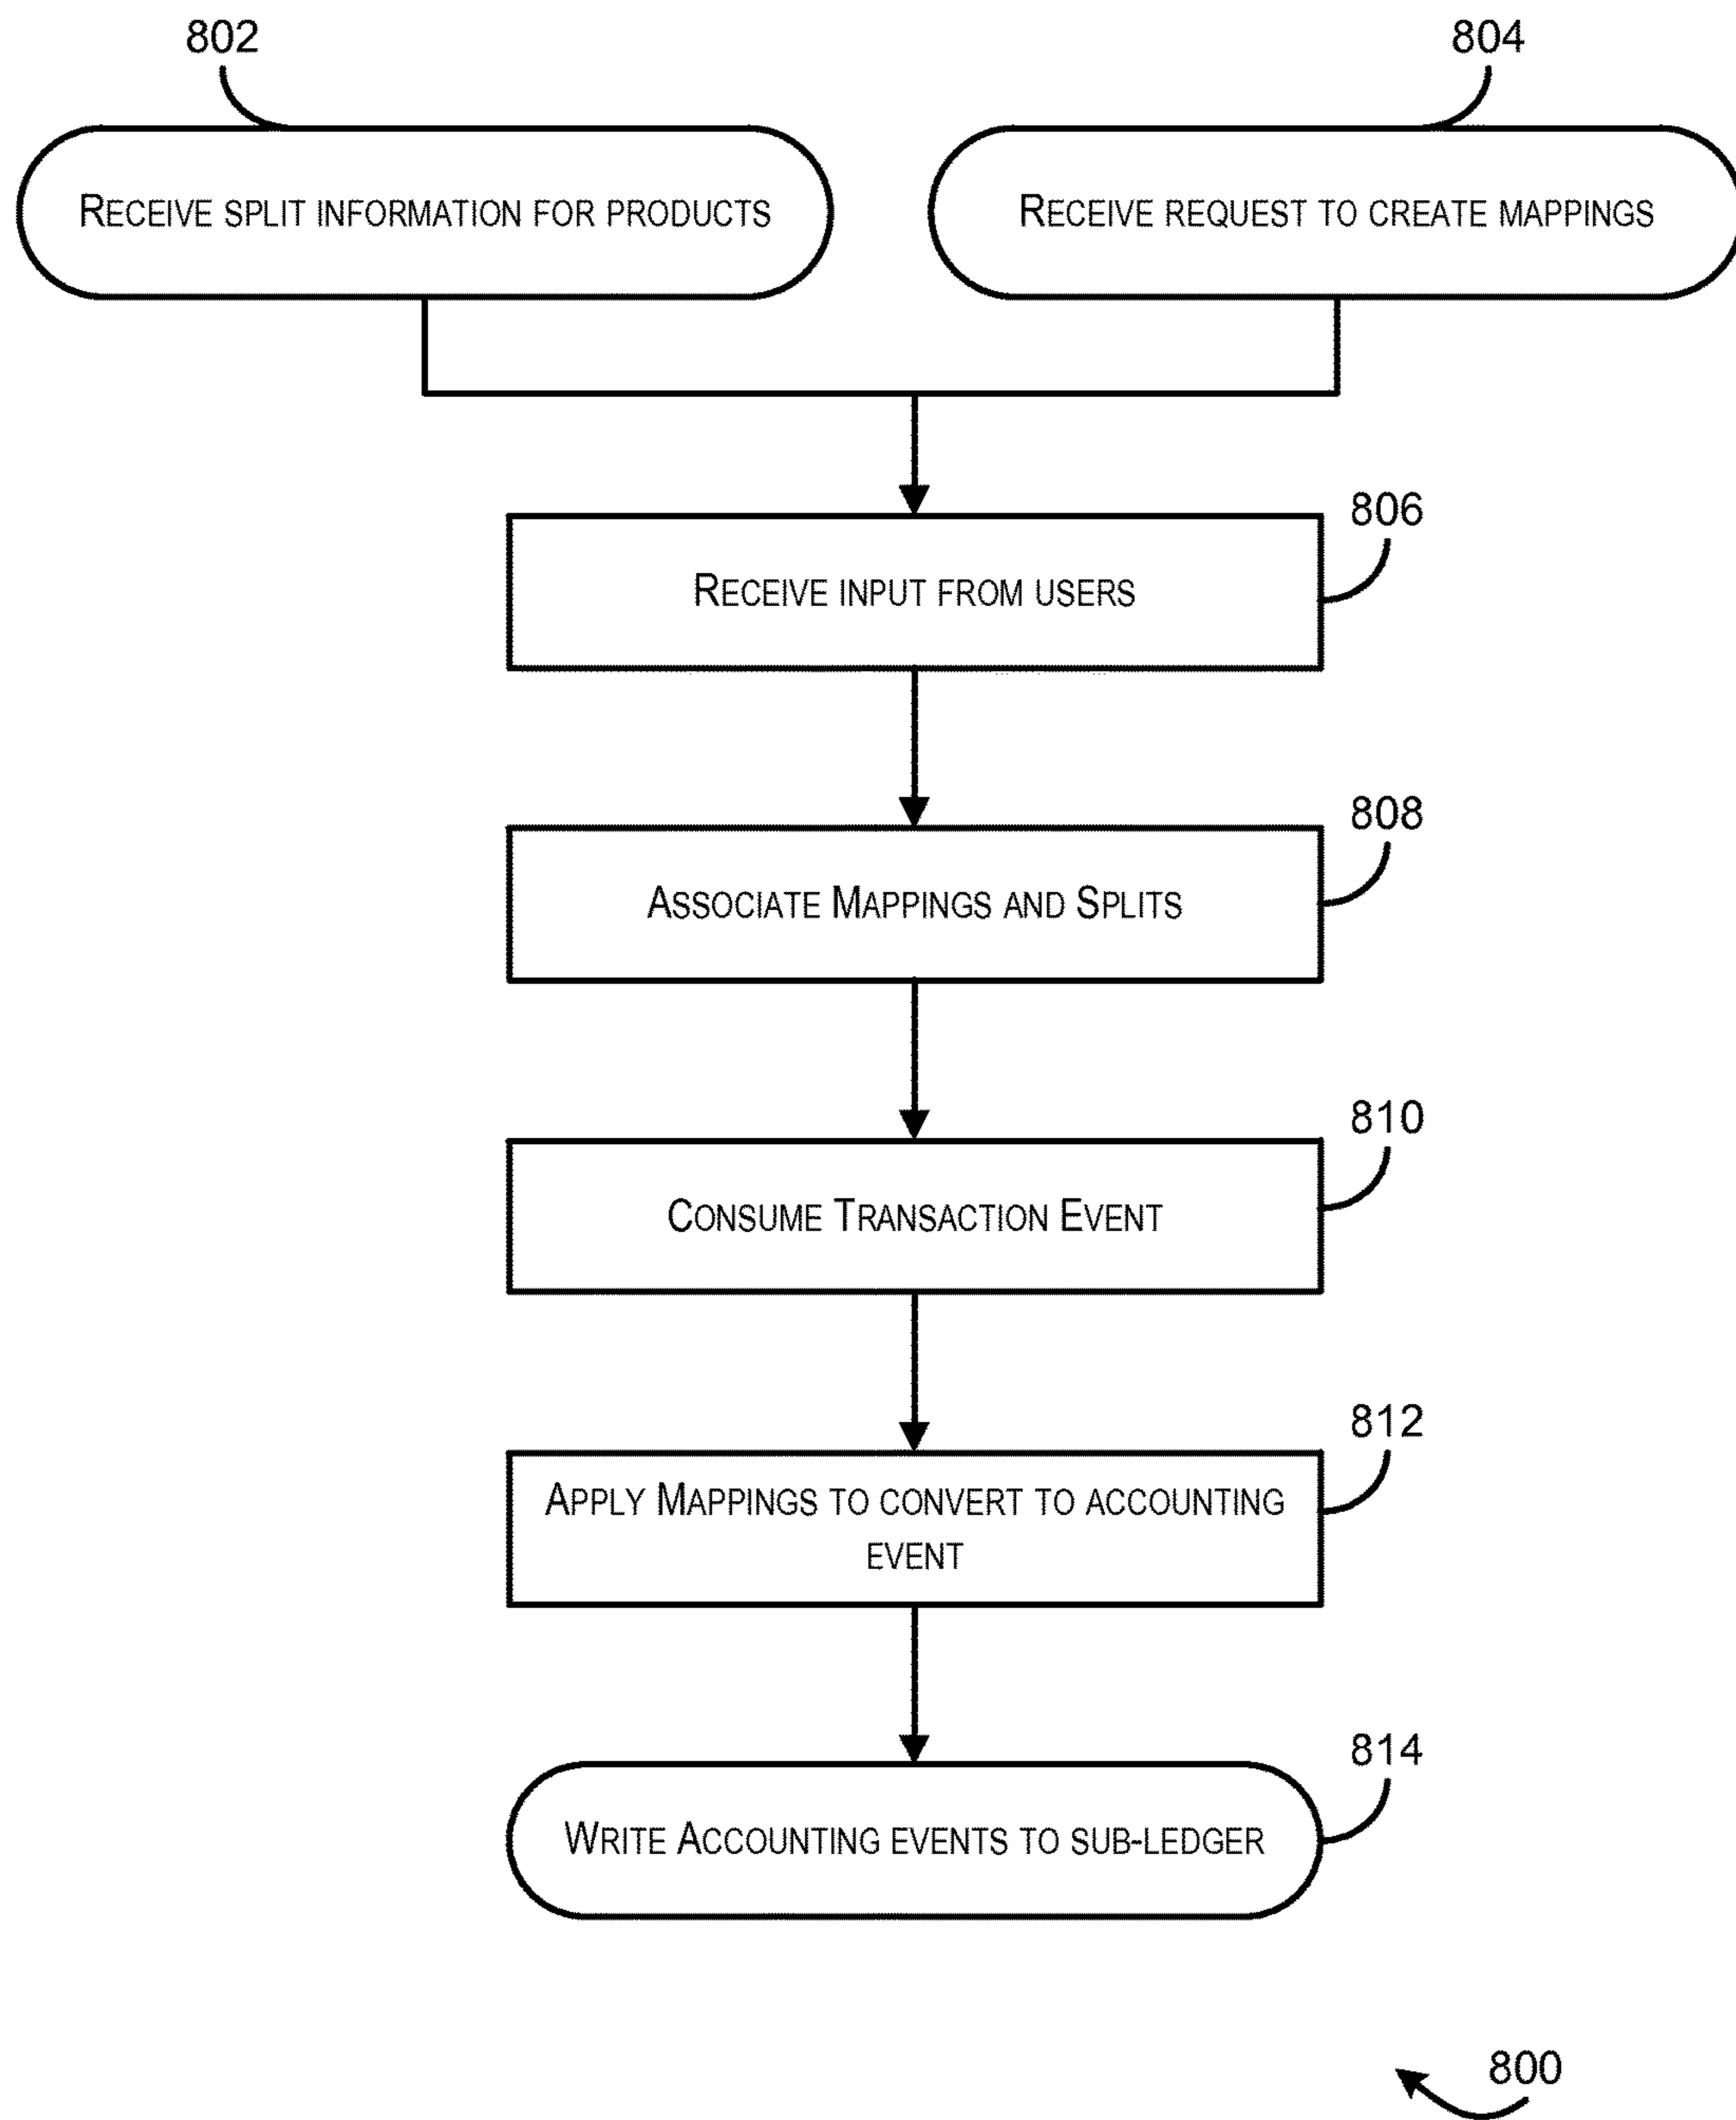 802
804
RECEIVE SPLIT INFORMATION FOR PRODUCTS
RECEIVE REQUEST TO CREATE MAPPINGS
806
RECEIVE INPUT FROM USERS
808
ASSOCIATE MAPPINGS AND SPLITS
810
CONSUME TRANSACTION EVENT
812
APPLY MAPPINGS TO CONVERT TO ACCOUNTING
EVENT
814
WRITE ACCOUNTING EVENTS TO SUB-LEDGER
800